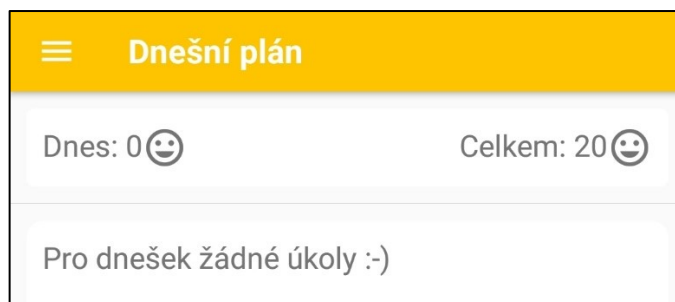 Dnešní plán
Dnes: 0
Celkem: 20
Pro dnešek žádné úkoly :-)